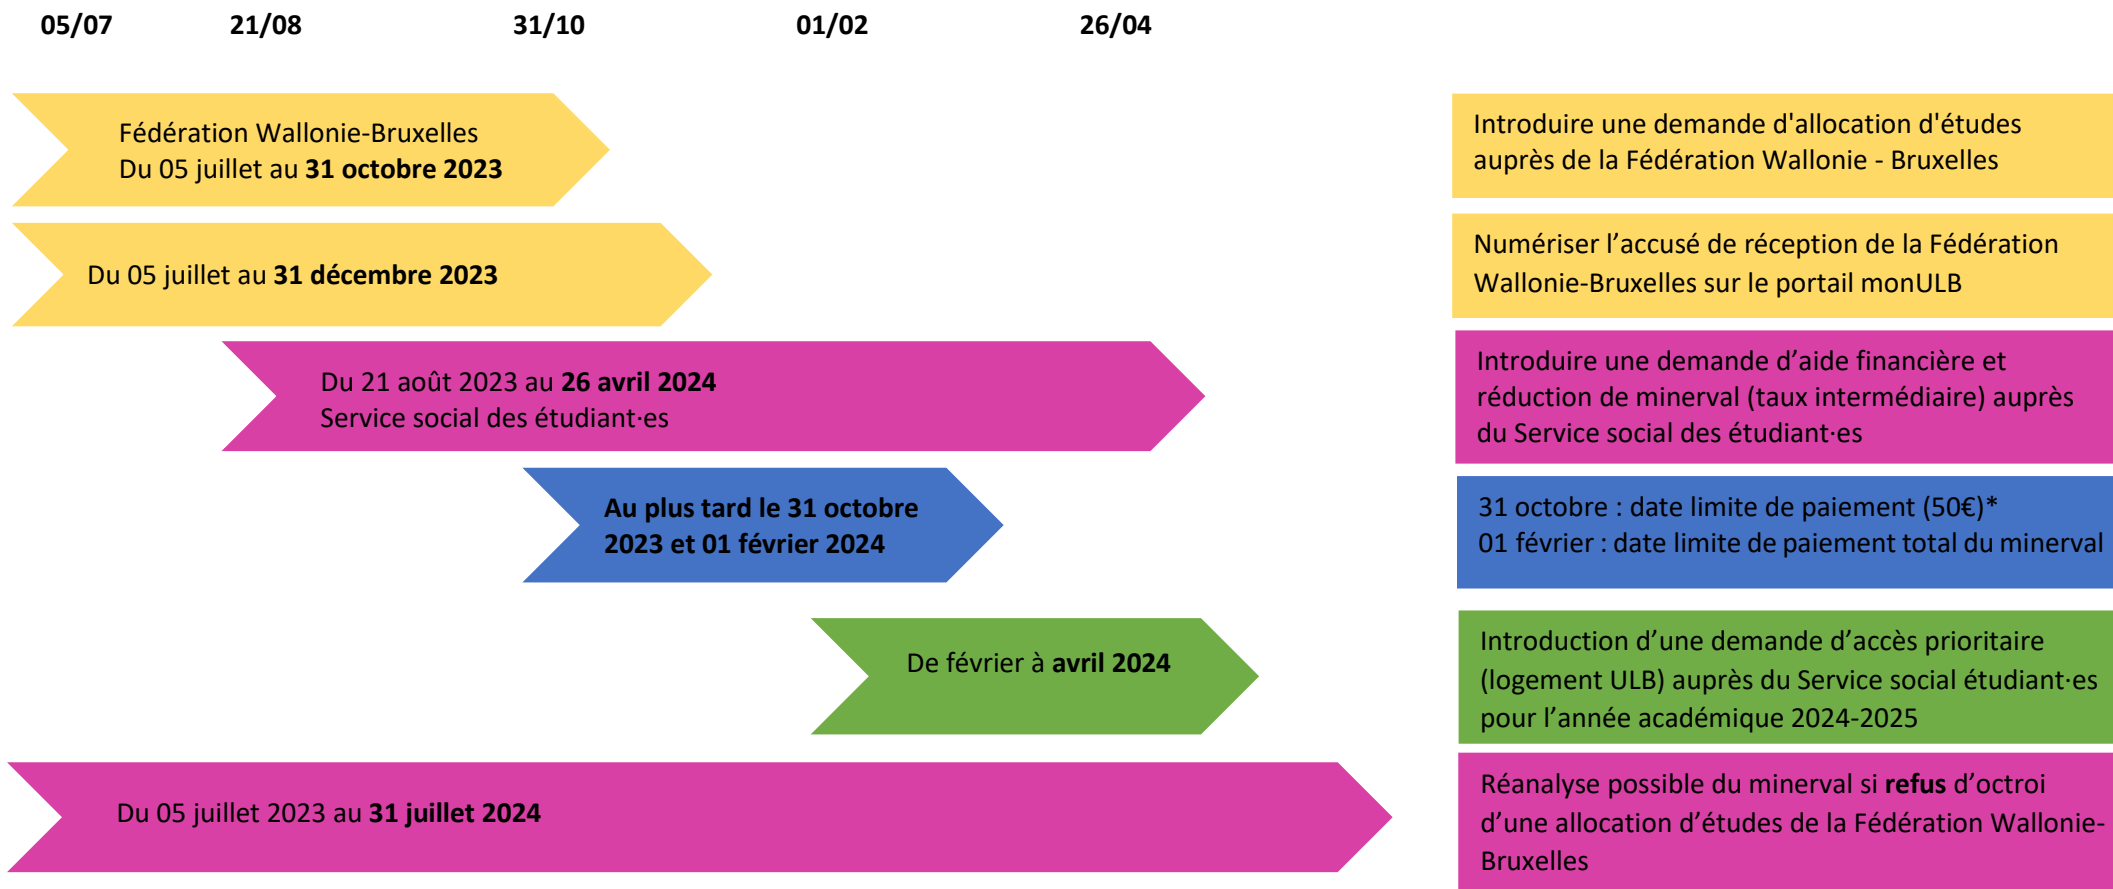 05/07 21/08 31/10 01/02 26/04
Fédération Wallonie-Bruxelles
Du 05 juillet au 31 octobre 2023
Introduire une demande d'allocation d'études
auprès de la Fédération Wallonie - Bruxelles
Du 05 juillet au 31 décembre 2023
Numériser l’accusé de réception de la Fédération
Wallonie-Bruxelles sur le portail monULB
Du 21 août 2023 au 26 avril 2024
Service social des étudiant·es
Introduire une demande d’aide financière et
réduction de minerval (taux intermédiaire) auprès
du Service social des étudiant·es
Au plus tard le 31 octobre
2023 et 01 février 2024
31 octobre : date limite de paiement (50€)*
01 février : date limite de paiement total du minerval
De février à avril 2024
Introduction d’une demande d’accès prioritaire
(logement ULB) auprès du Service social étudiant·es
pour l’année académique 2024-2025
Du 05 juillet 2023 au 31 juillet 2024
Réanalyse possible du minerval si refus d’octroi
d’une allocation d’études de la Fédération Wallonie-
Bruxelles